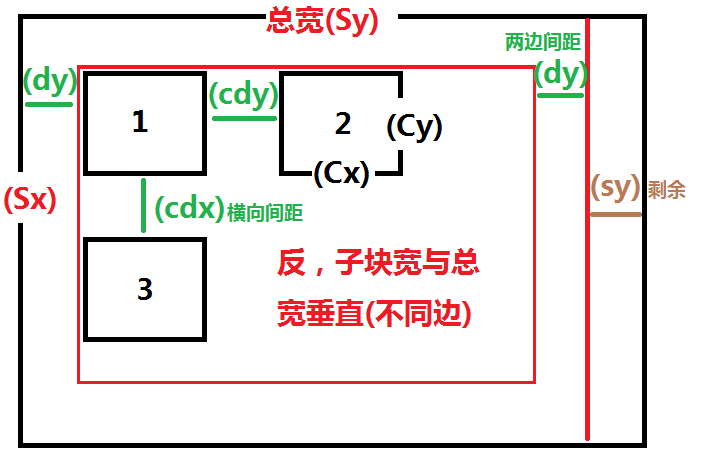 总宽(Sy)
两边间距
(dy)
(dy)
(cdy)
1
2
(Cy)
(Cx)
(Sx)
(sy)剩余
(cdx)横向间距
3
反，子块宽与总
宽垂直(不同边)